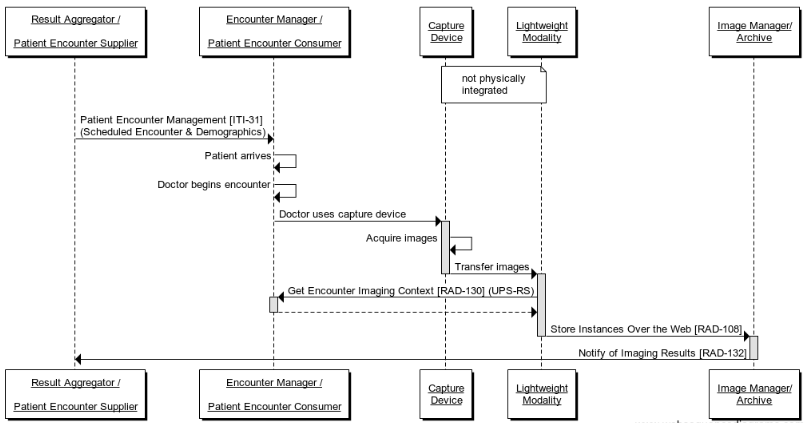 Result Aggregator /
Patient Encounter Supplier
Encounter Manager /
Patient Encounter Consumer
Capture
Device
Lightweight
Modality
Image Manager/
Archive
not physically
integrated
Patient Encounter Management [ITI-31]
(Scheduled Encounter & Demographics)
Patient arrives
Doctor begins encounter
Doctor uses capture device
Acquire images
Transfer images
Get Encounter Imaging Context [RAD-130] (UPS-RS)
Store Instances Over the Web [RAD-108]
Notify of Imaging Results [RAD-132]
Result Aggregator /
Patient Encounter Supplier
Encounter Manager /
Patient Encounter Consumer
Capture
Device
Lightweight
Modality
Image Manager/
Archive